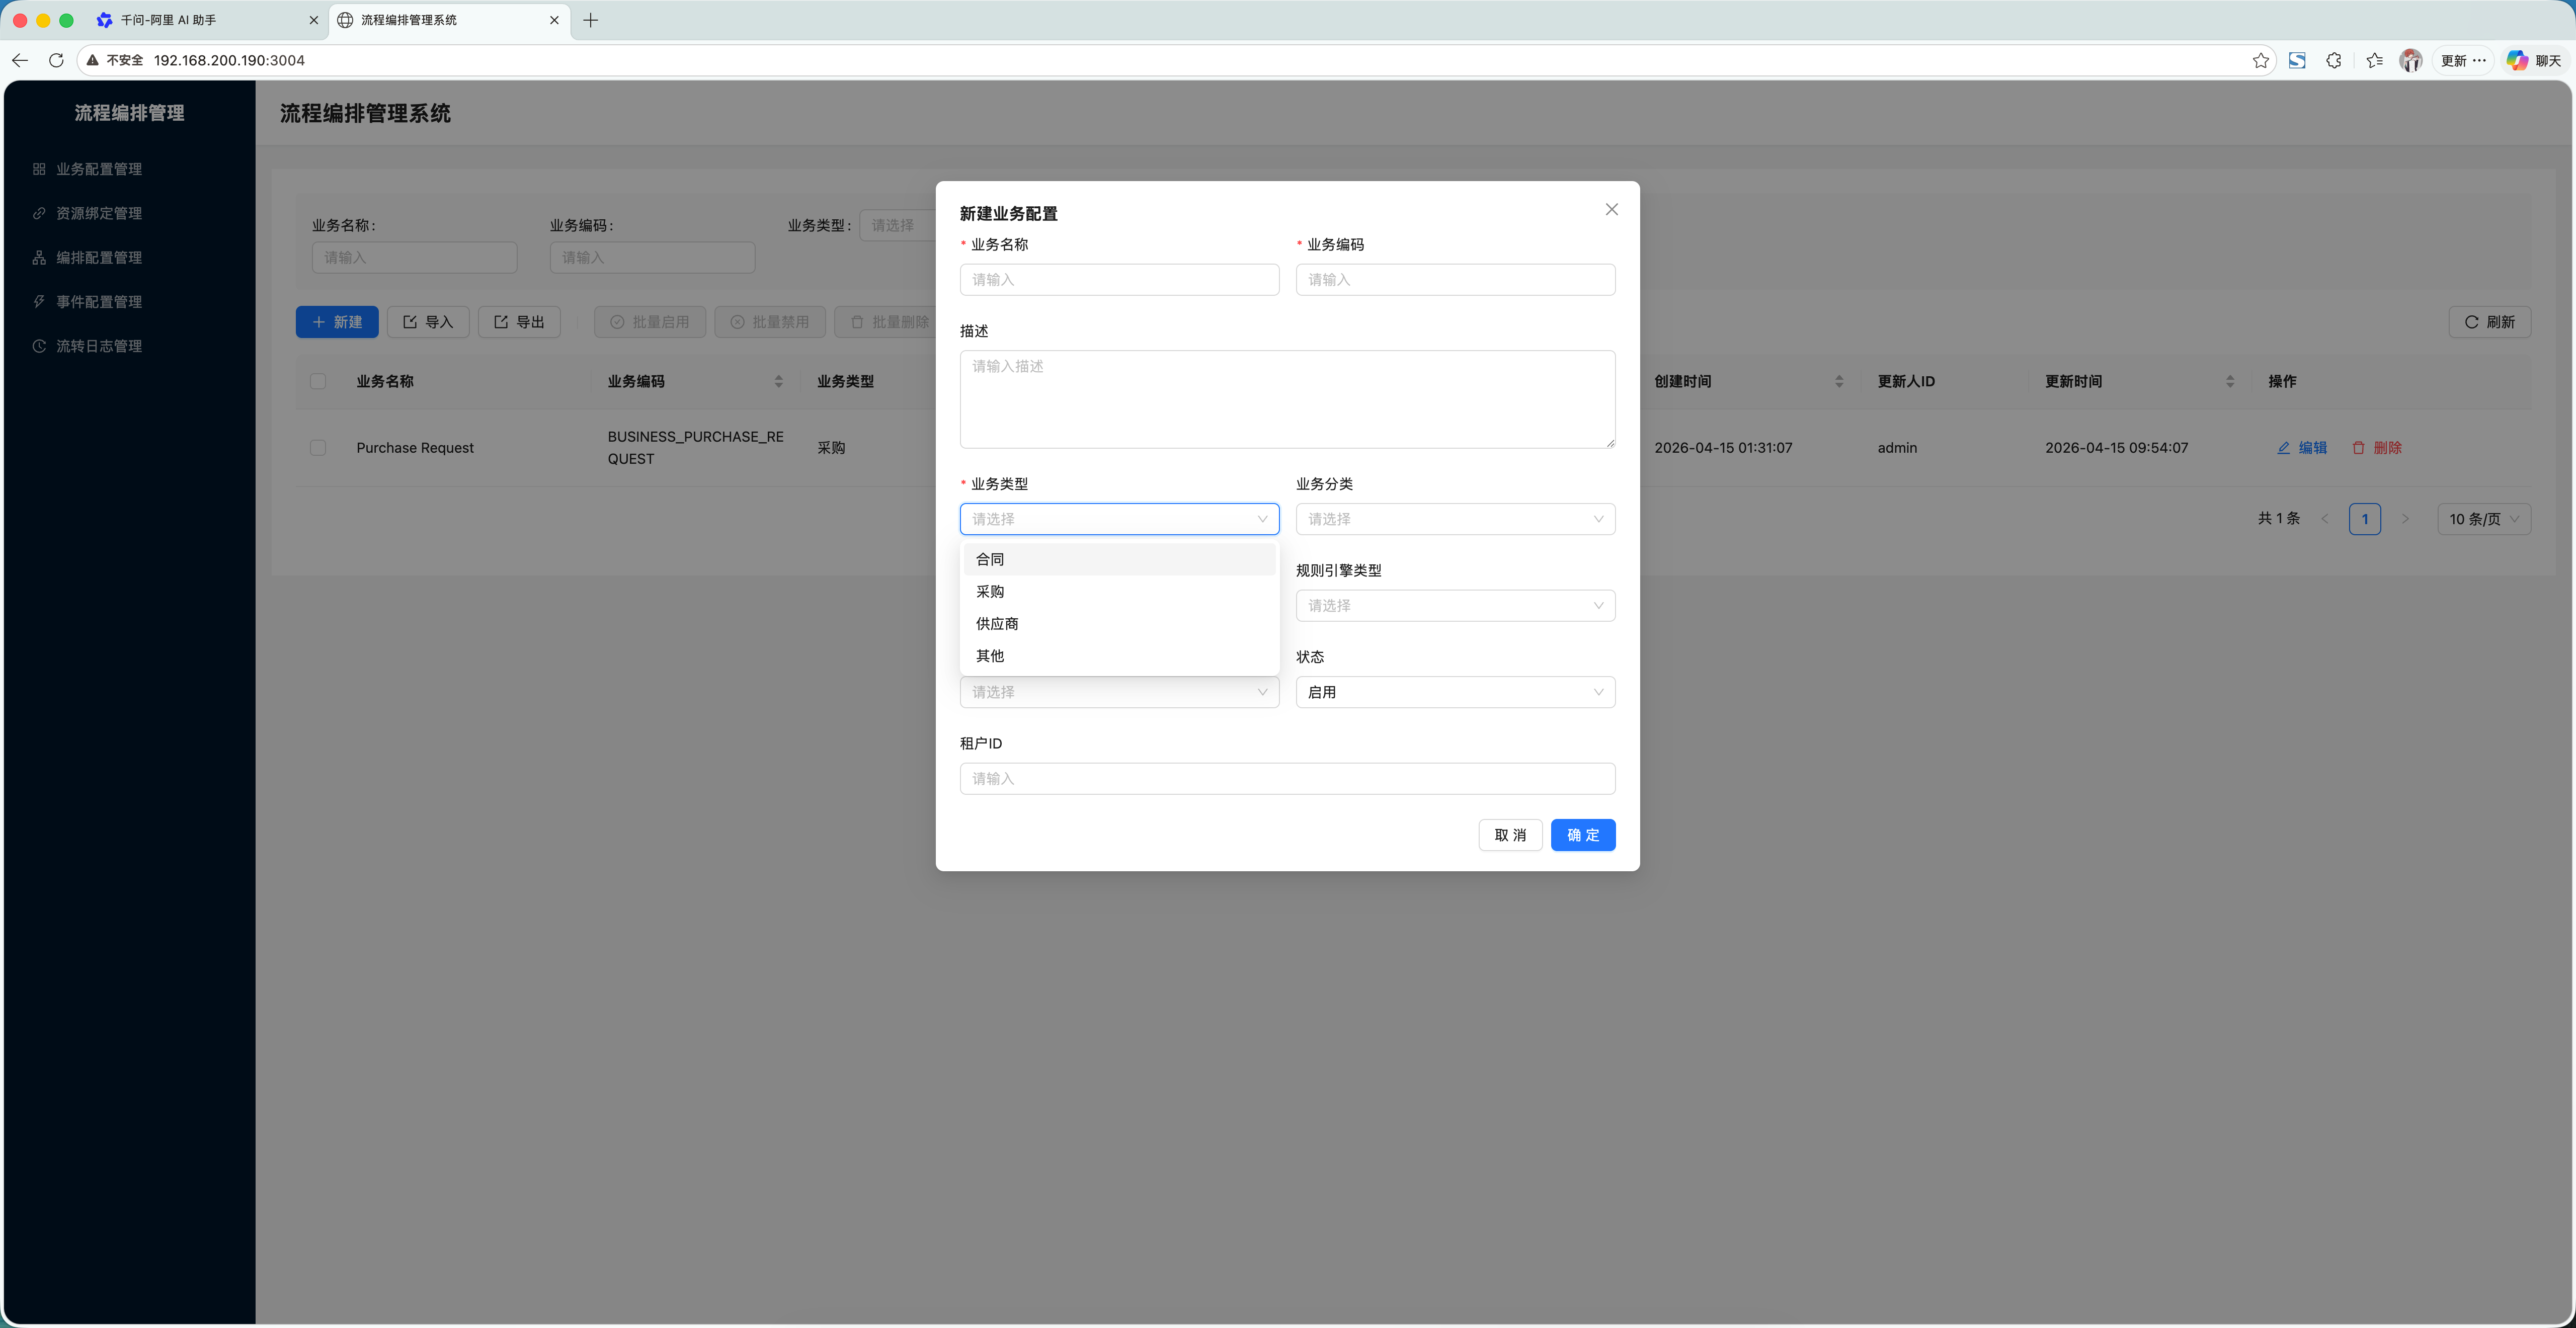 千问-阿里 AI 助手
流程编排管理系统
不安全 192.168.200.190:3004
更新
聊天
流程编排管理
业务配置管理
资源绑定管理
编排配置管理
事件配置管理
流转日志管理
流程编排管理系统
业务名称:
业务编码:
业务类型:
请选择
请输入
请输入
新建
导入
导出
批量启用
批量禁用
批量删除
刷新
业务名称
业务编码
业务类型
创建时间
更新人ID
更新时间
操作
Purchase Request
BUSINESS_PURCHASE_RE
QUEST
采购
2026-04-15 01:31:07
admin
2026-04-15 09:54:07
编辑
删除
共 1 条
1
10 条/页
新建业务配置
* 业务名称
* 业务编码
请输入
请输入
描述
请输入描述
* 业务类型
业务分类
请选择
请选择
合同
采购
供应商
其他
规则引擎类型
请选择
状态
请选择
启用
租户ID
请输入
取 消
确 定